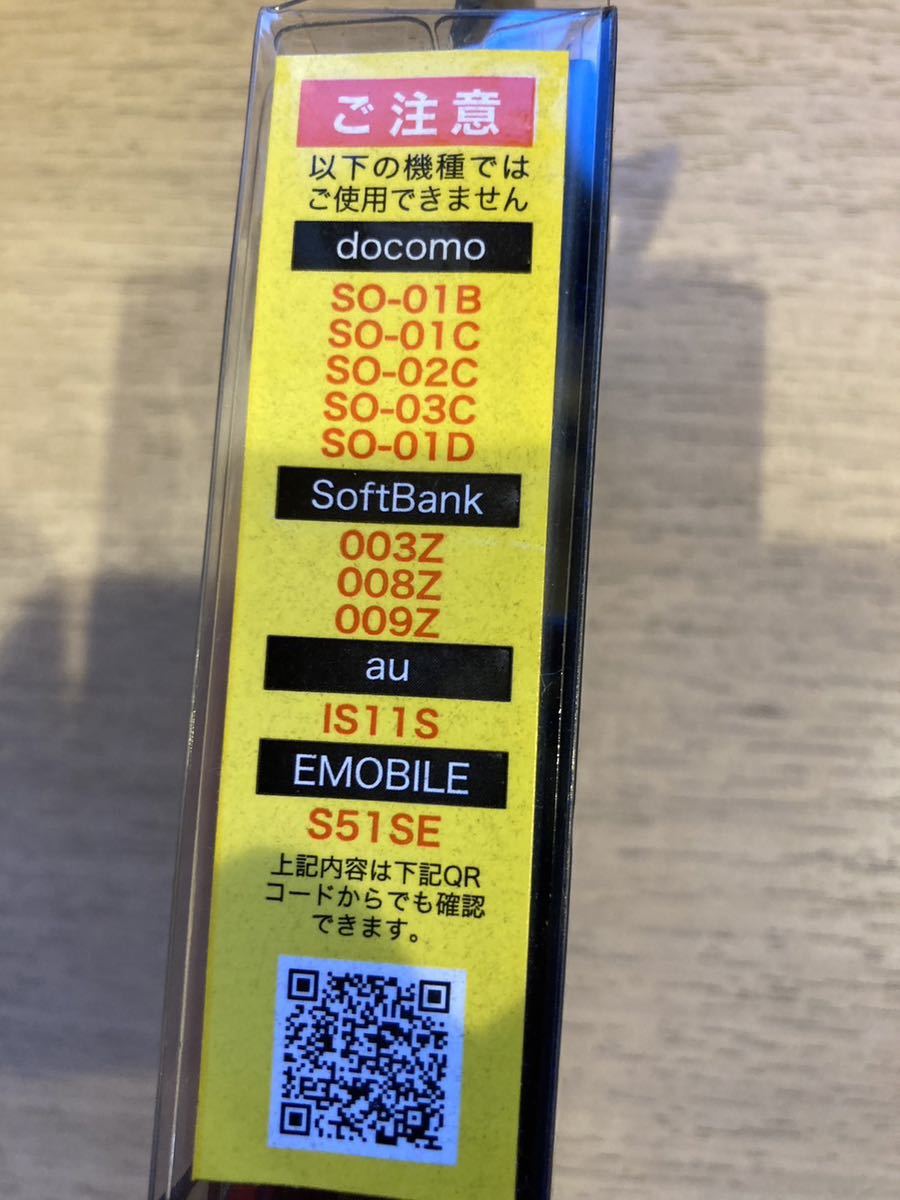 ご注意
以下の機種では
ご使用できません
docomo
SO-01B
SO-01C
SO-02C
SO-03C
SO-01D
SoftBank
003Z
008Z
009Z
au
IS11S
EMOBILE
S51SE
上記内容は下記QR
コードからでも確認
できます。